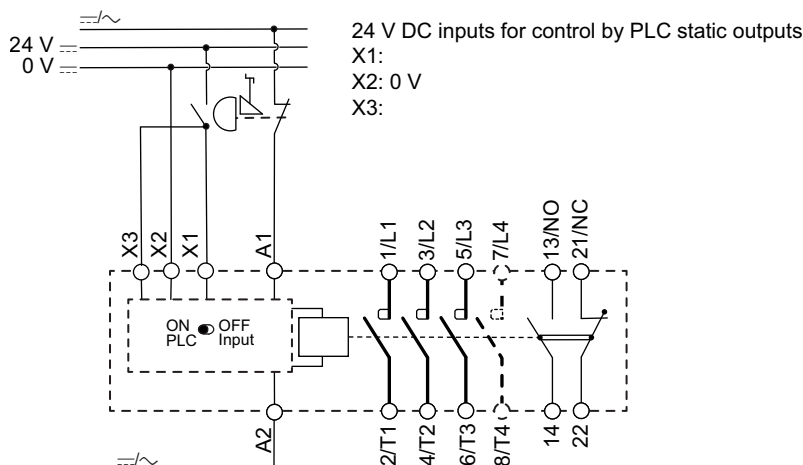 24 V DC inputs for control by PLC static outputs
24 V
0 V
X1:
X2: 0 V
X3:
X3
X2
X1
A1
1/L1
3/L2
5/L3
7/L4
13/NO
21/NC
ON OFF
PLC Input
A2
2/T1
4/T2
6/T3
8/T4
14
22